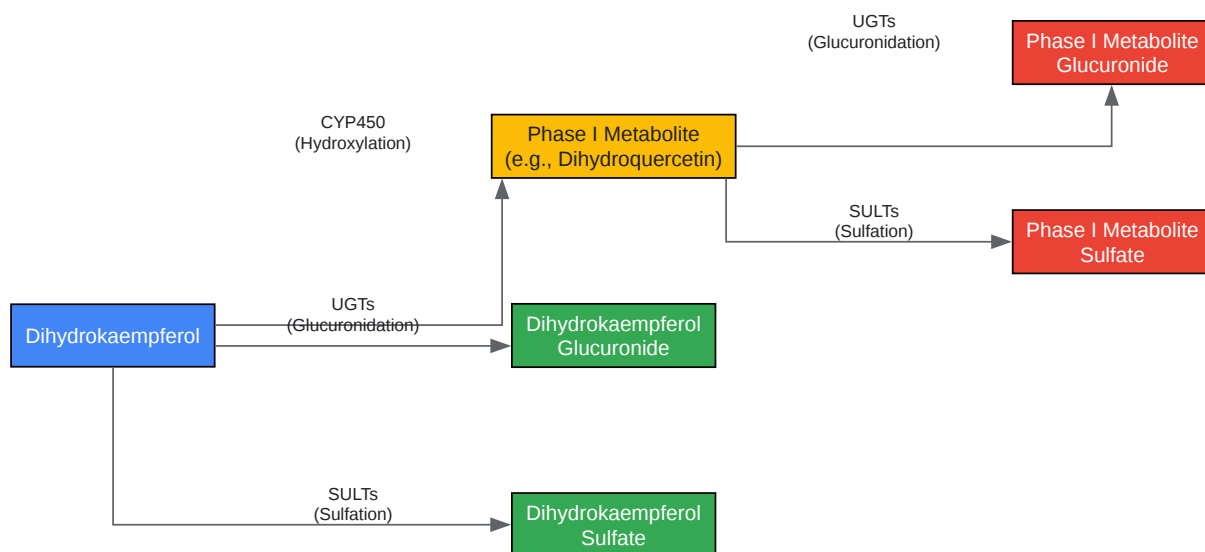 UGTs
(Glucuronidation)
Phase I Metabolite
Glucuronide
CYP450
(Hydroxylation)
Phase I Metabolite
(e.g., Dihydroquercetin)
SULTs
(Sulfation)
Phase I Metabolite
Sulfate
Dihydrokaempferol
UGTs
(Glucuronidation)
Dihydrokaempferol
Glucuronide
SULTs
(Sulfation)
Dihydrokaempferol
Sulfate